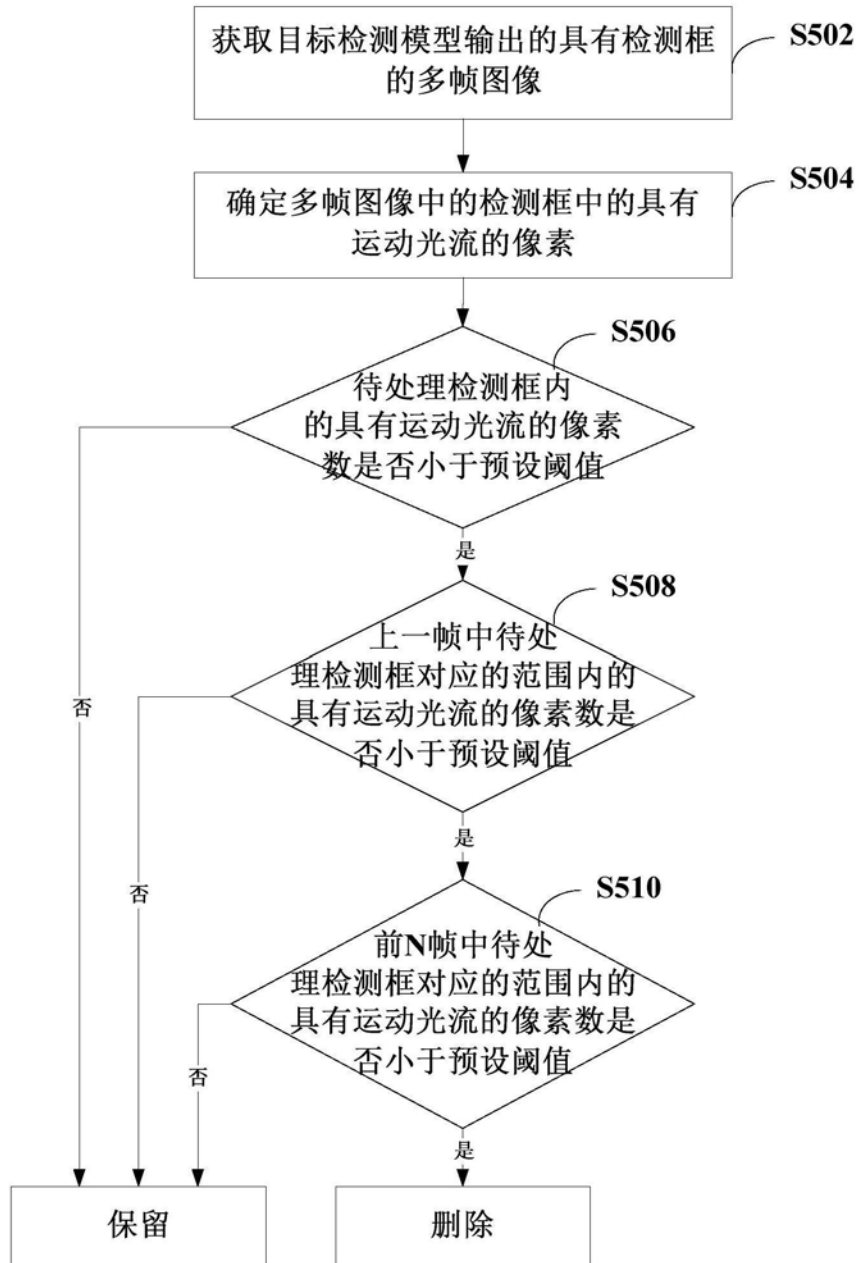 获取目标检测模型输出的具有检测框
的多帧图像
S502
确定多帧图像中的检测框中的具有
运动光流的像素
S504
S506
待处理检测框内
的具有运动光流的像素
数是否小于预设阈值
是
S508
上一帧中待处
理检测框对应的范围内的
具有运动光流的像素数是
否小于预设阈值
否
是
S510
前N帧中待处
理检测框对应的范围内的
具有运动光流的像素数是
否小于预设阈值
否
否
是
保留
删除